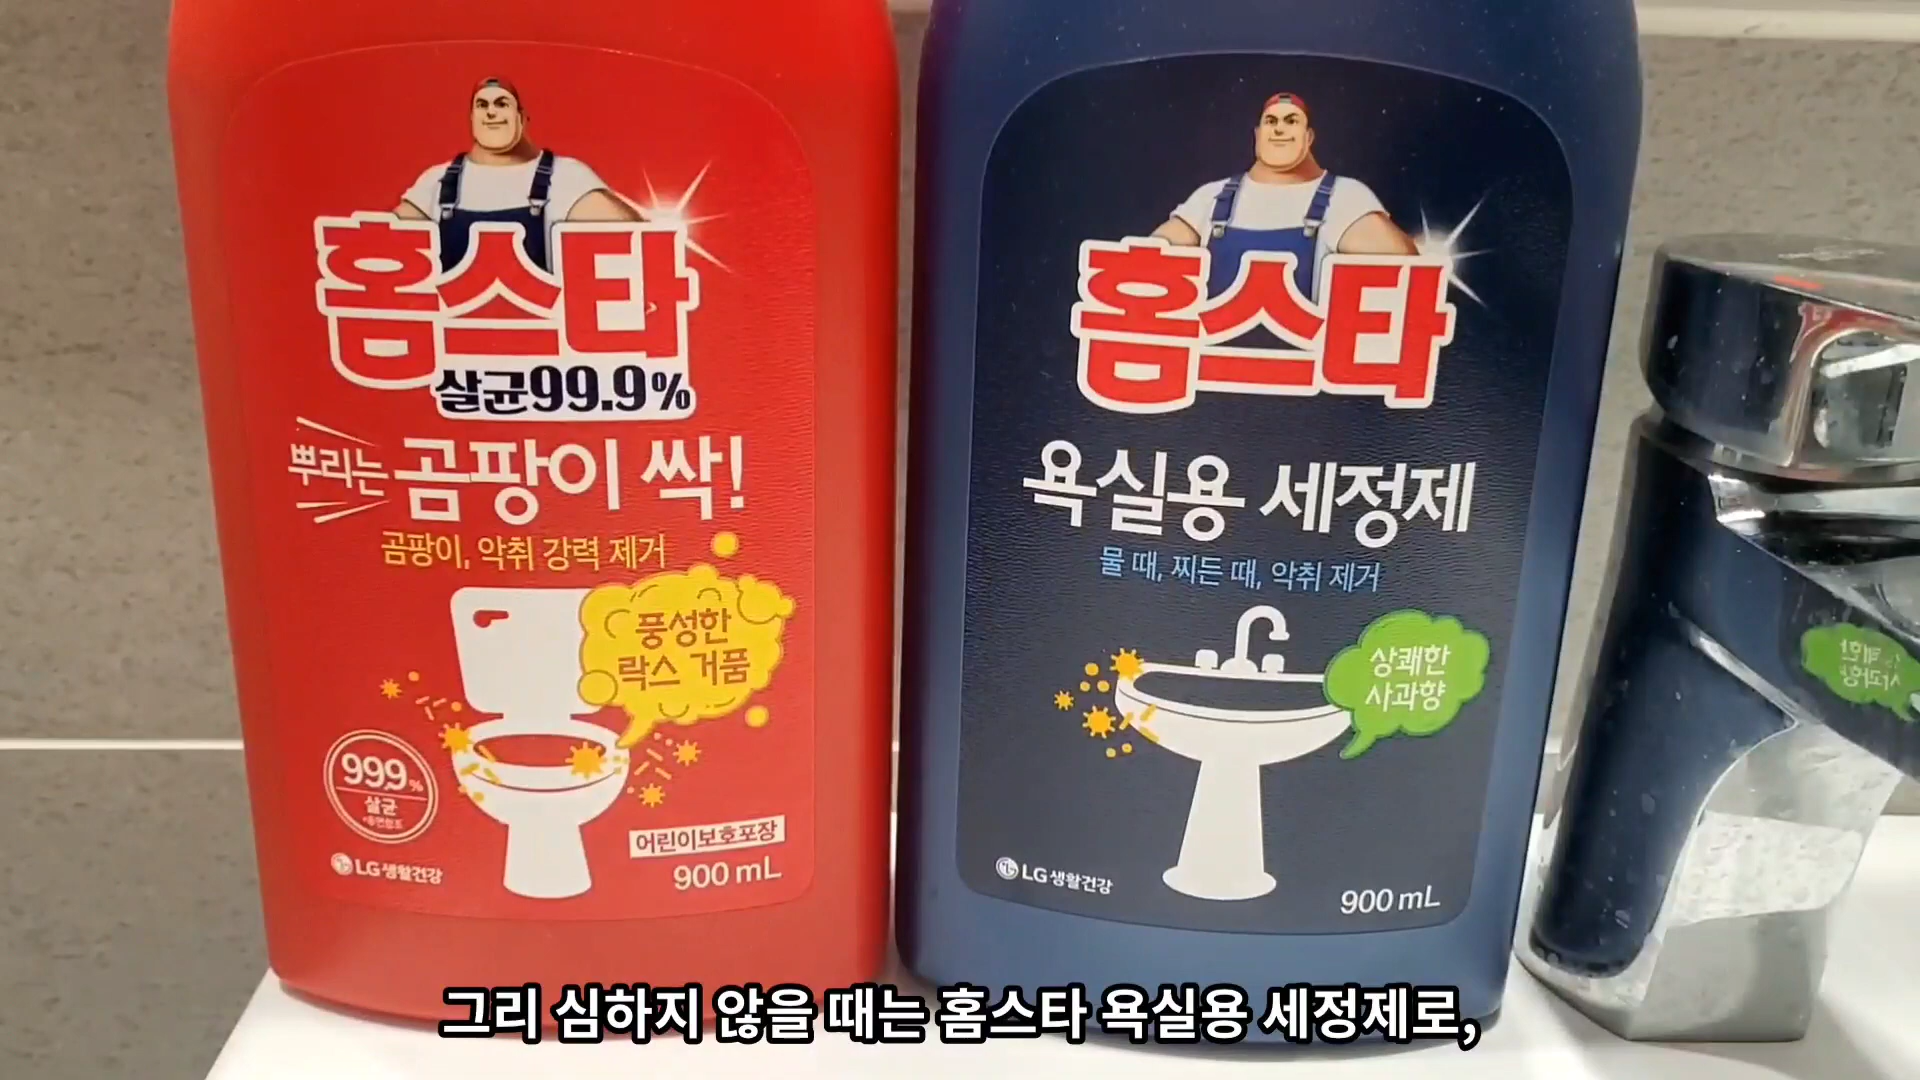 홈스타
살균99.9%
뿌리는 곰팡이 싹!
곰팡이, 악취 강력 제거
풍성한
락스 거품
99.9%
살균
어린이보호포장
LG생활건강
900 mL
홈스타
욕실용 세정제
물 때, 찌든 때, 악취 제거
상쾌한
사과향
LG생활건강
900 mL
그리 심하지 않을 때는 홈스타 욕실용 세정제로,